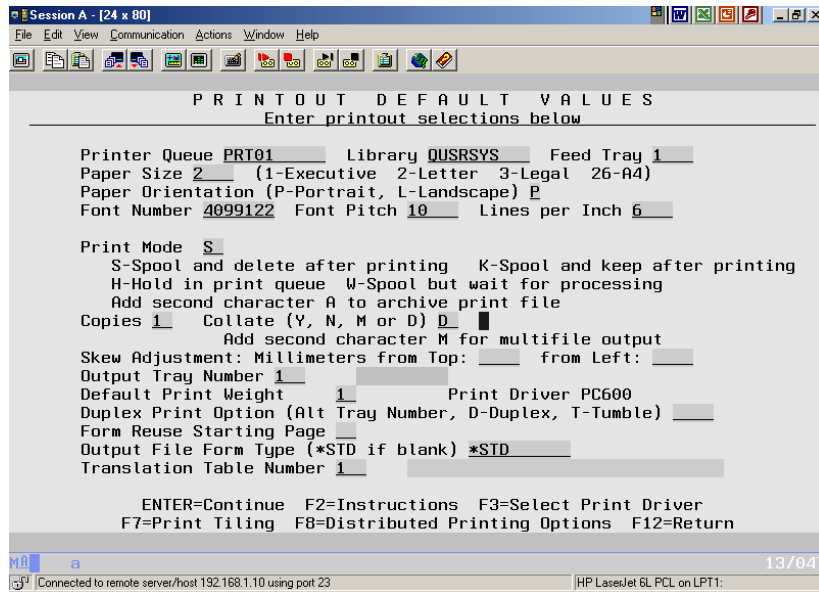 Session A - [24 x 80]
File Edit View Communication Actions Window Help
P R I N T O U T D E F A U L T V A L U E S
Enter printout selections below
Printer Queue PRT01 Library QUSRSYS Feed Tray 1
Paper Size 2 (1-Executive 2-Letter 3-Legal 26-A4)
Paper Orientation (P-Portrait, L-Landscape) P
Font Number 4099122 Font Pitch 10 Lines per Inch 6
Print Mode S
S-Spool and delete after printing K-Spool and keep after printing
H-Hold in print queue W-Spool but wait for processing
Add second character A to archive print file
Copies 1 Collate (Y, N, M or D) D
Add second character M for multifile output
Skew Adjustment: Millimeters from Top: from Left:
Output Tray Number 1
Default Print Weight 1 Print Driver PC600
Duplex Print Option (Alt Tray Number, D-Duplex, T-Tumble)
Form Reuse Starting Page
Output File Form Type (*STD if blank) *STD
Translation Table Number 1
ENTER=Continue F2=Instructions F3=Select Print Driver
F7=Print Tiling F8=Distributed Printing Options F12=Return
MA a 13/04
Connected to remote server/host 192.168.1.10 using port 23 HP LaserJet 6L PCL on LPT1: